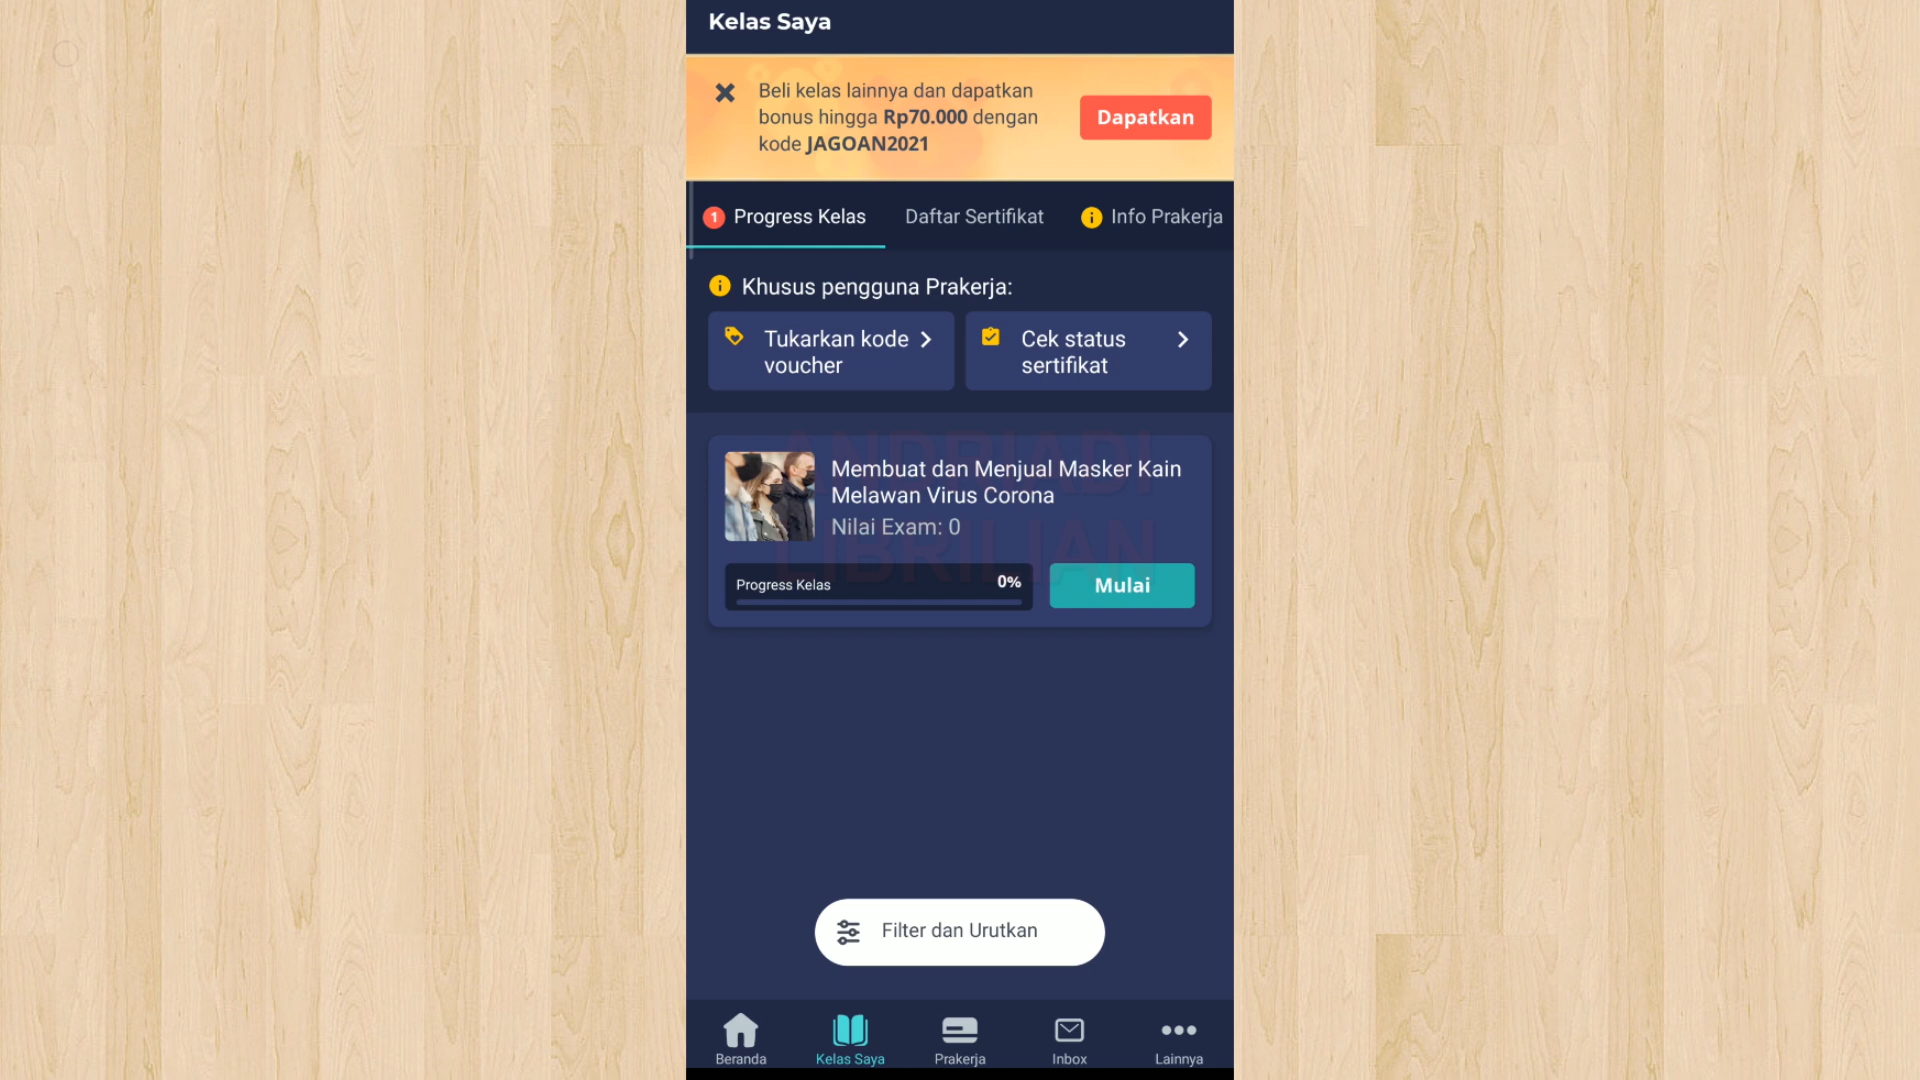 Kelas Saya
Beli kelas lainnya dan dapatkan
bonus hingga Rp70.000 dengan
kode JAGOAN2021
Dapatkan
1 Progress Kelas
Daftar Sertifikat
Info Prakerja
Khusus pengguna Prakerja:
Tukarkan kode
voucher
Cek status
sertifikat
ANDRIADI
LIBRILIAN
Membuat dan Menjual Masker Kain
Melawan Virus Corona
Nilai Exam: 0
Progress Kelas 0%
Mulai
Filter dan Urutkan
Beranda
Kelas Saya
Prakerja
Inbox
Lainnya